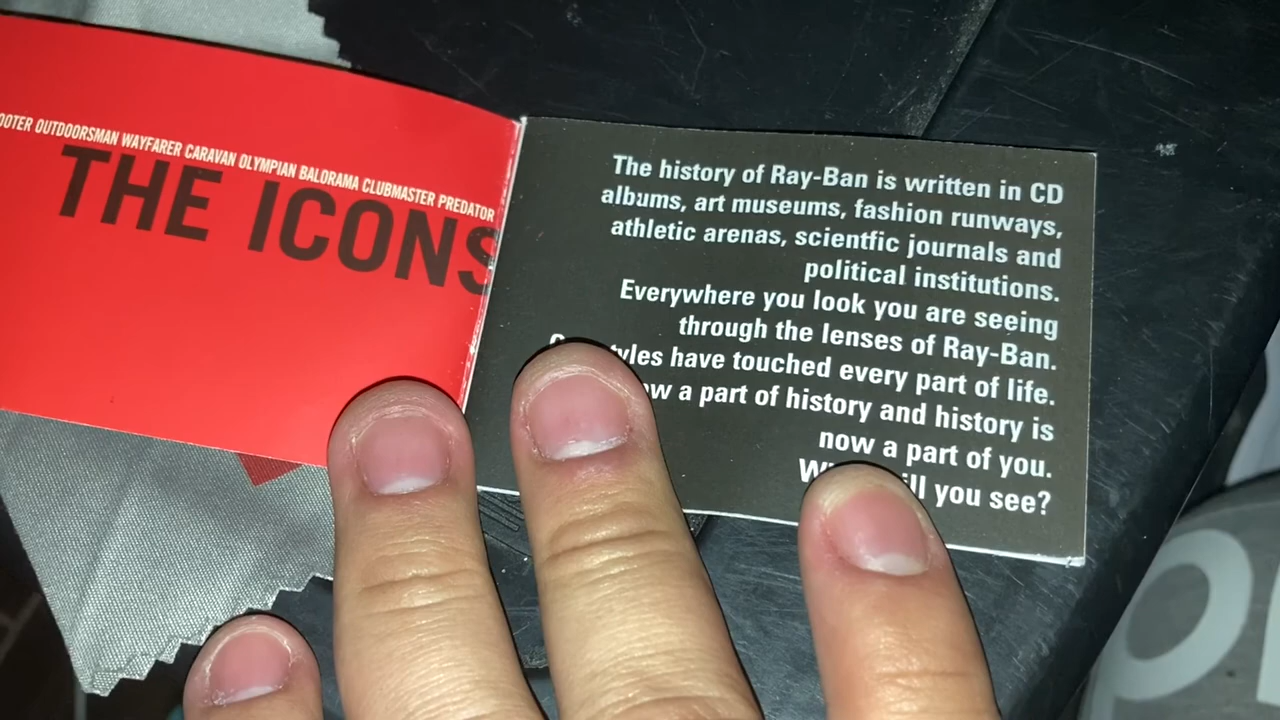 OOTER OUTDOORSMAN WAYFARER CARAVAN OLYMPIAN BALORAMA CLUBMASTER PREDATOR
THE ICONS
The history of Ray-Ban is written in CD
albums, art museums, fashion runways,
athletic arenas, scientfic journals and
political institutions.
Everywhere you look you are seeing
through the lenses of Ray-Ban.
have touched every part of life.
a part of history and history is
now a part of you.
you see?